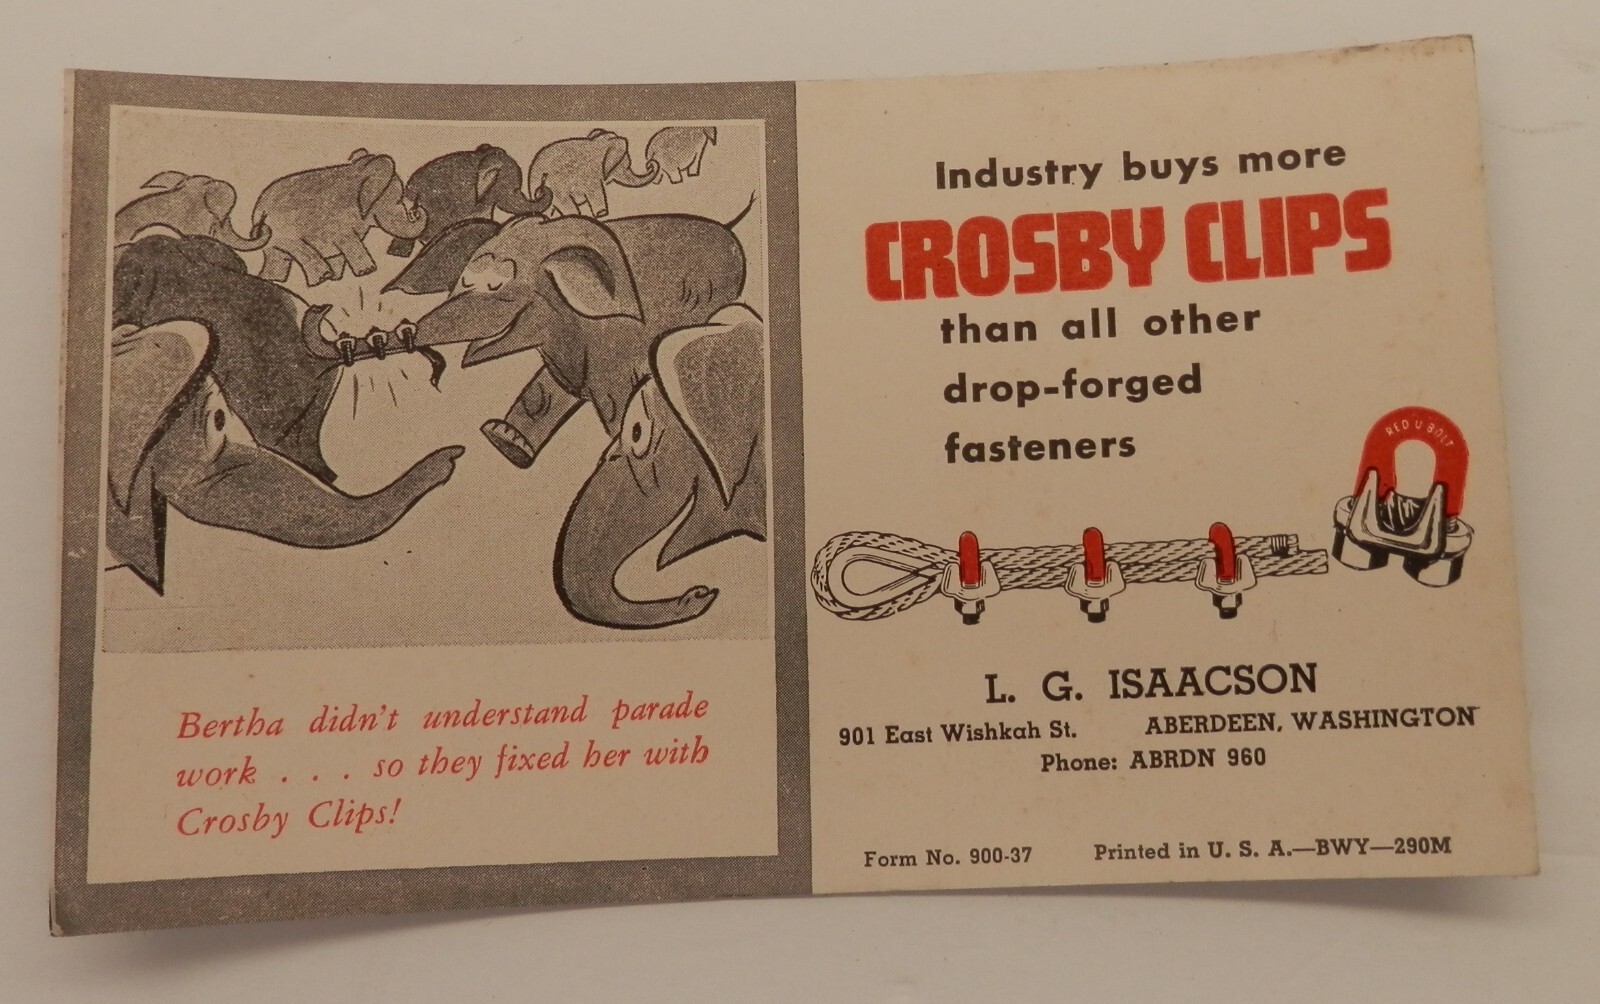 Bertha didn't understand parade
work . . . so they fixed her with
Crosby Clips!
Industry buys more
CROSBY CLIPS
than all other
drop-forged
fasteners
RED U BOLT
L. G. ISAACSON
901 East Wishkah St. ABERDEEN, WASHINGTON
Phone: ABRDN 960
Form No. 900-37 Printed in U. S. A.—BWY—290M